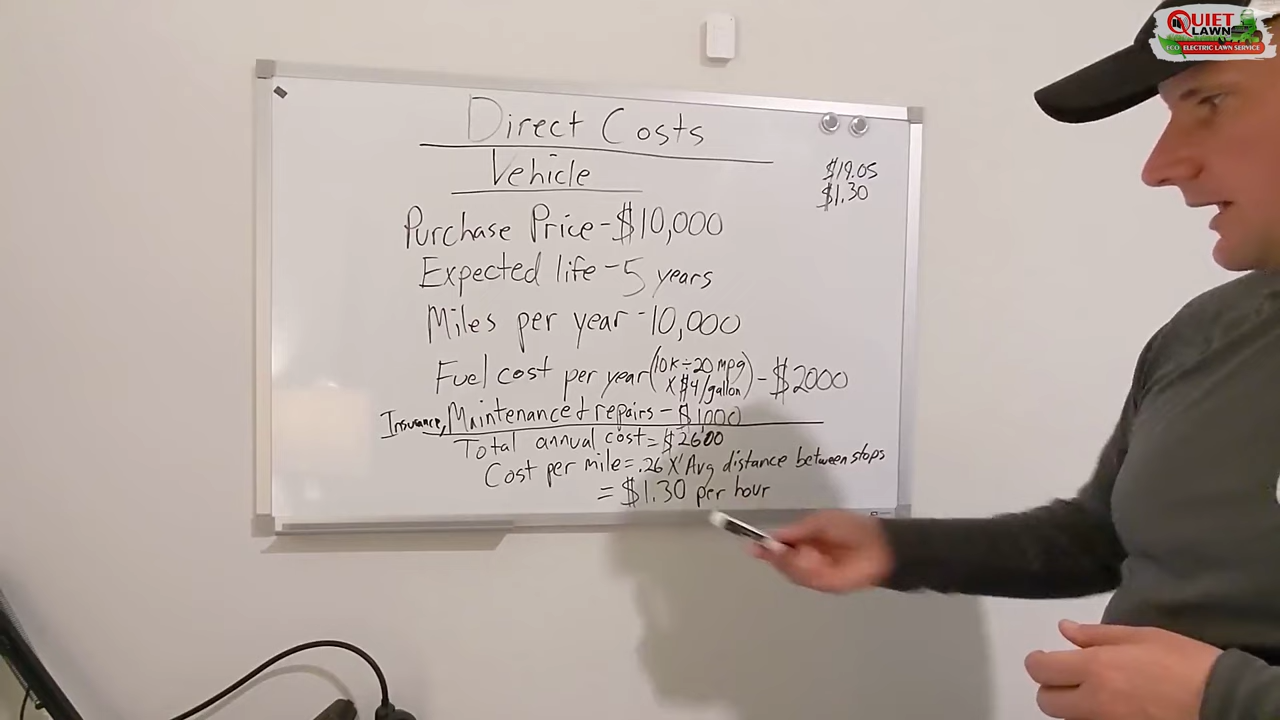 QUIET
LAWN
ECO ELECTRIC LAWN SERVICE
Direct Costs
Vehicle
$19.05
$1.30
Purchase Price - $10,000
Expected life - 5 years
Miles per year - 10,000
Fuel cost per year (10K ÷ 20 mpg X $4/gallon) - $2000
Insurance, Maintenance & repairs - $1000
Total annual cost = $2600
Cost per mile = .26 X Avg distance between stops
= $1.30 per hour